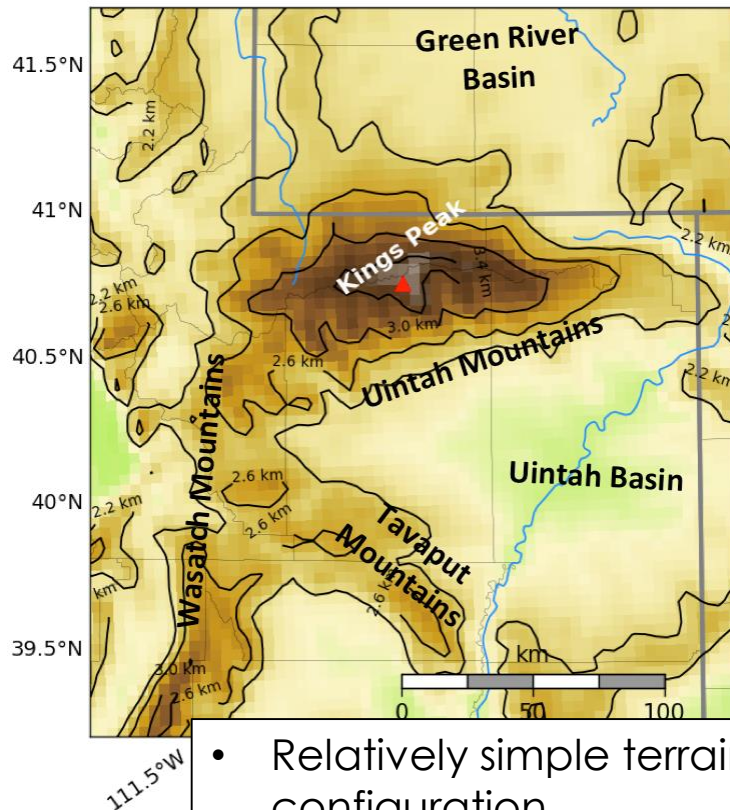 41.5°N
Green River
Basin
2.2 km
41°N
2.2 km
Kings Peak
3.4 km
2.2 km
2.6 km
3.0 km
40.5°N
2.6 km
Uintah Mountains
2.2 km
Wasatch Mountains
2.6 km
Uintah Basin
40°N
2.2 km
2.6 km
Tavaput
Mountains
km
2.6
39.5°N
km
3.0 km
2.6 km
0 50 100
111.5°W
• Relatively simple terrain
configuration